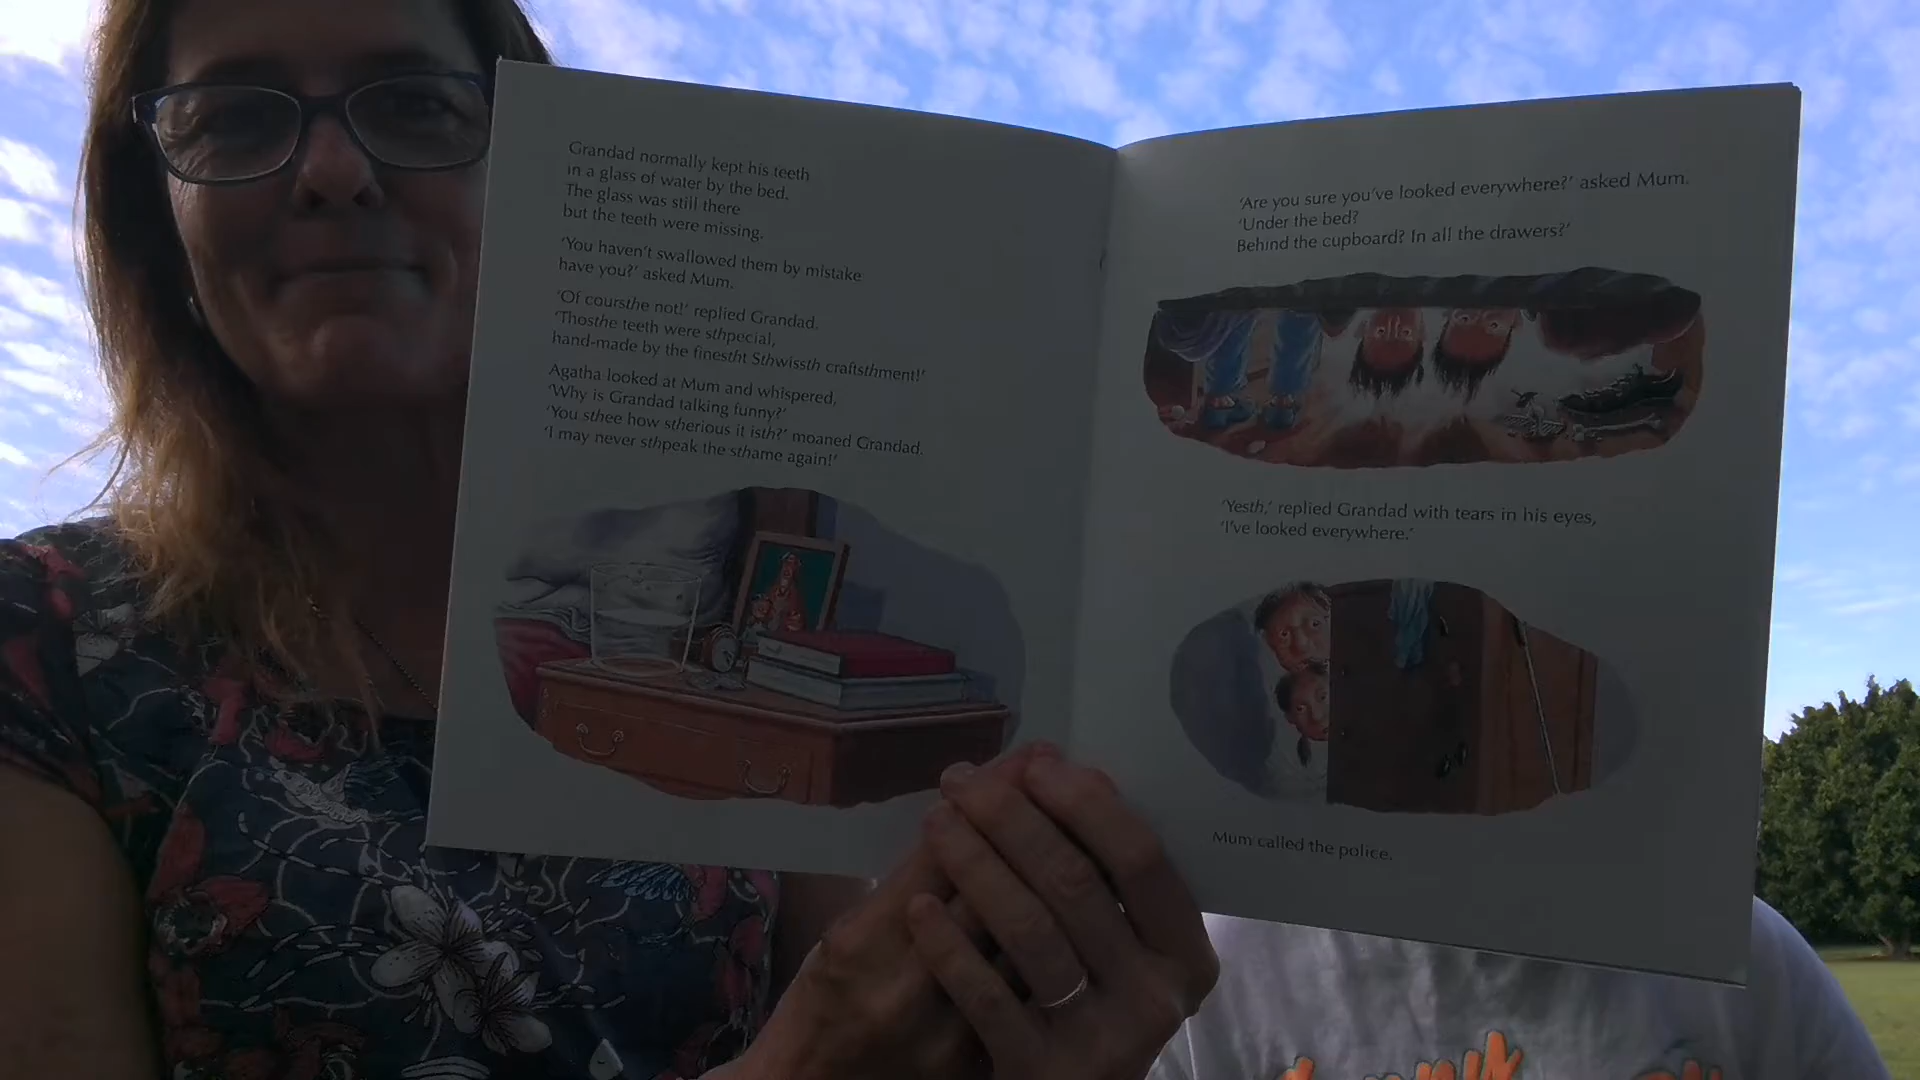 Grandad normally kept his teeth
in a glass of water by the bed.
The glass was still there
but the teeth were missing.
'You haven't swallowed them by mistake
have you?' asked Mum.
'Of coursthe not!' replied Grandad.
'Thosthe teeth were sthpecial,
hand-made by the finestht Sthwissth craftsthment!'
Agatha looked at Mum and whispered,
'Why is Grandad talking funny?'
'You sthee how stherious it isth?' moaned Grandad.
'I may never sthpeak the sthame again!'
'Are you sure you've looked everywhere?' asked Mum.
'Under the bed?
Behind the cupboard? In all the drawers?'
'Yesth,' replied Grandad with tears in his eyes,
'I've looked everywhere.'
Mum called the police.